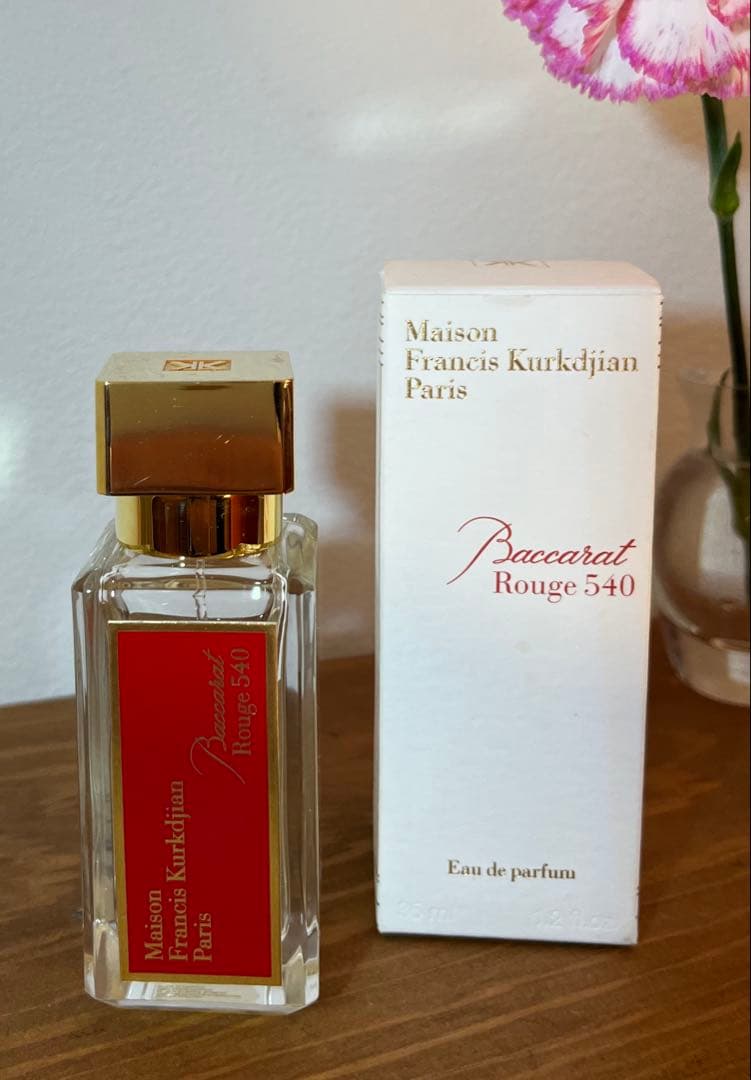 Maison
Francis Kurkdjian
Paris
Baccarat
Rouge 540
Eau de parfum
Baccarat
Rouge 540
Maison
Francis Kurkdjian
Paris